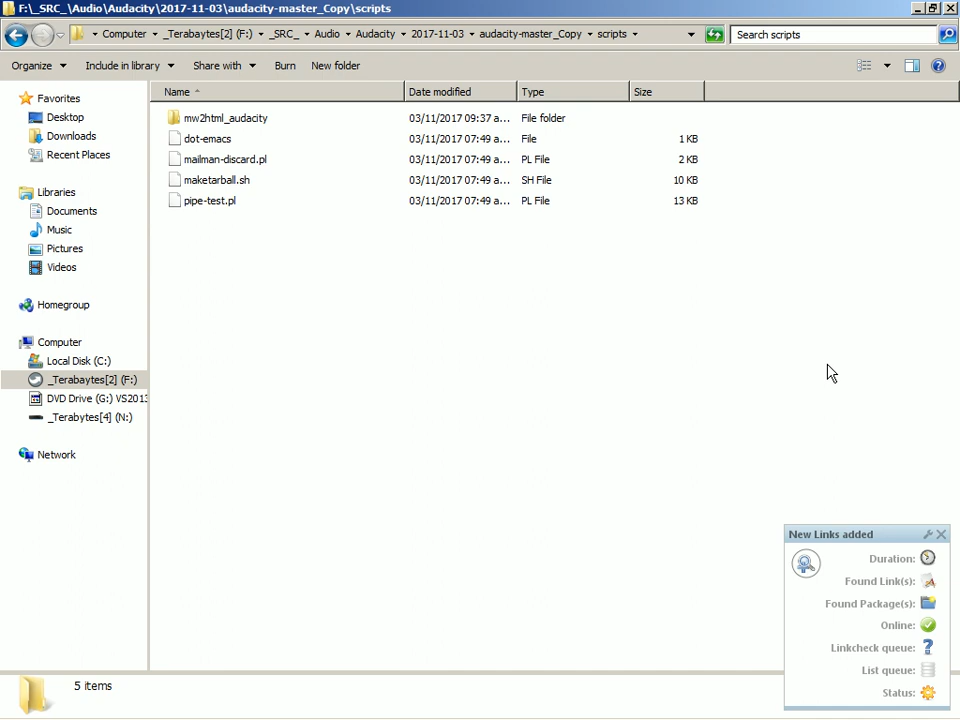 F:\_SRC_\Audio\Audacity\2017-11-03\audacity-master_Copy\scripts
Computer _Terabaytes[2] (F:) _SRC_ Audio Audacity 2017-11-03 audacity-master_Copy scripts Search scripts
Organize Include in library Share with Burn New folder
Name Date modified Type Size
Favorites
Desktop
Downloads
Recent Places
Libraries
Documents
Music
Pictures
Videos
Homegroup
Computer
Local Disk (C:)
_Terabaytes[2] (F:)
DVD Drive (G:) VS2013
_Terabytes[4] (N:)
Network
mw2html_audacity 03/11/2017 09:37 a... File folder
dot-emacs 03/11/2017 07:49 a... File 1 KB
mailman-discard.pl 03/11/2017 07:49 a... PL File 2 KB
maketarball.sh 03/11/2017 07:49 a... SH File 10 KB
pipe-test.pl 03/11/2017 07:49 a... PL File 13 KB
New Links added
Duration:
Found Link(s):
Found Package(s):
Online:
Linkcheck queue:
List queue:
Status:
5 items